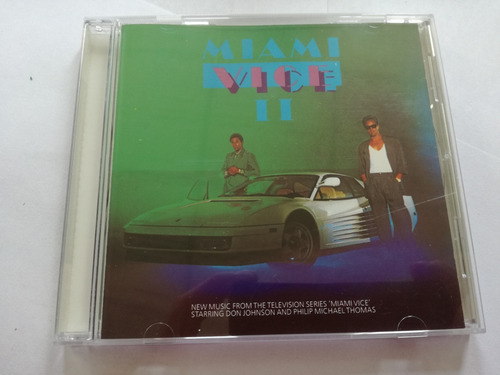 MIAMI
VICE
II
NEW MUSIC FROM THE TELEVISION SERIES 'MIAMI VICE'
STARRING DON JOHNSON AND PHILIP MICHAEL THOMAS